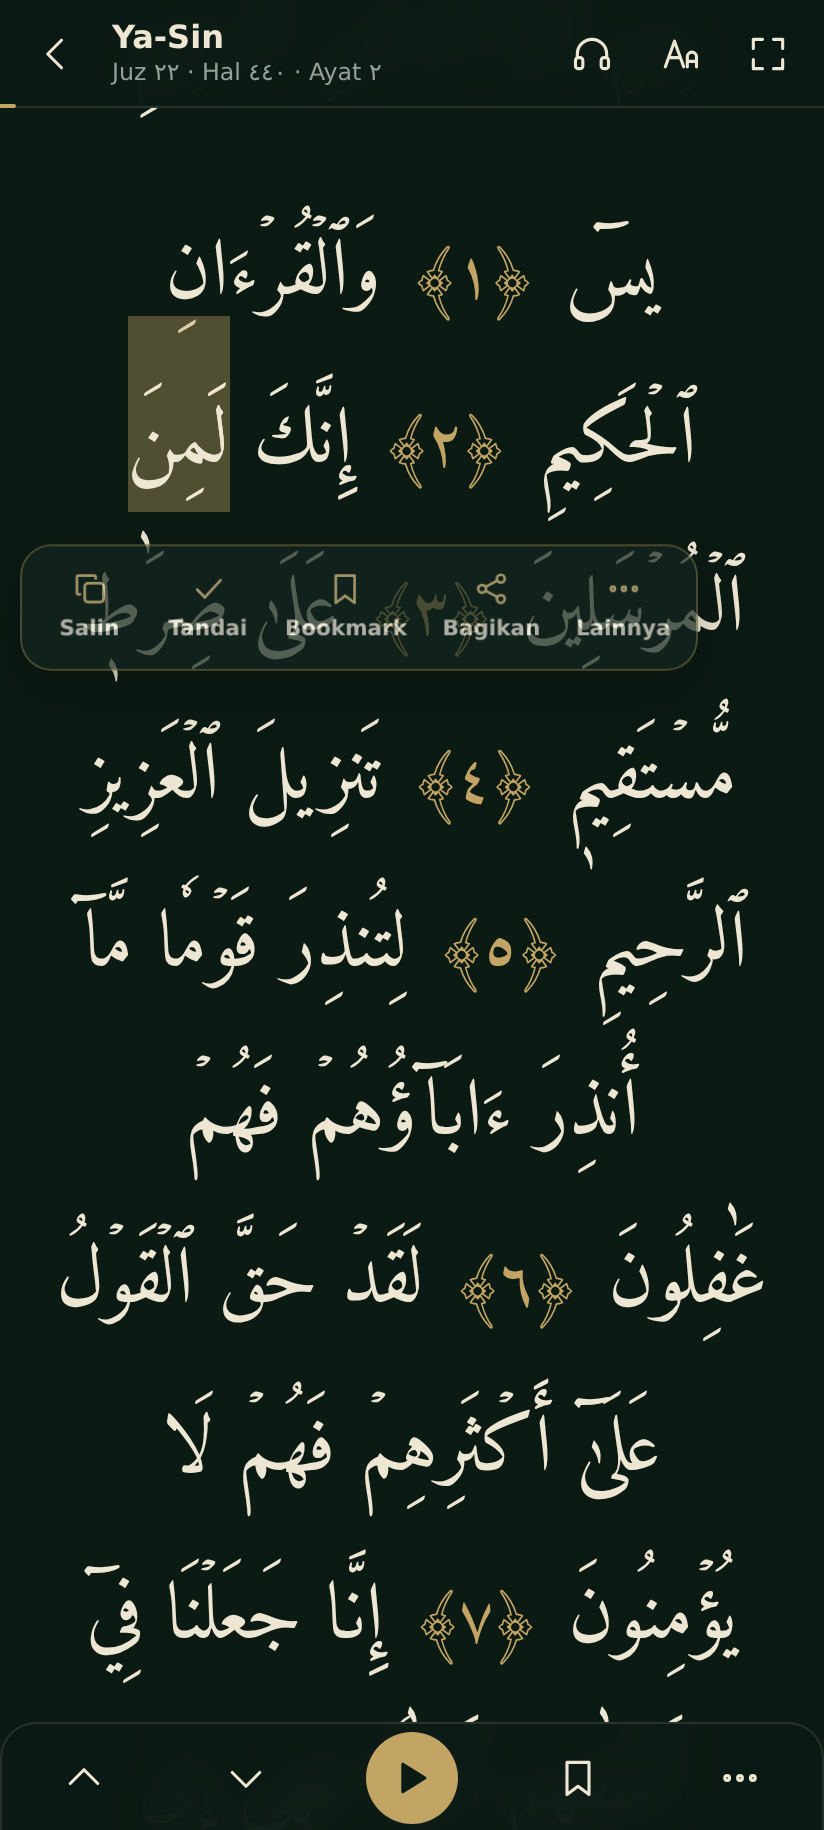 Ya-Sin
Juz ٢٢ · Hal ٤٤٠ · Ayat ٢
يسٓ ﴿١﴾ وَٱلْقُرْءَانِ
ٱلْحَكِيمِ ﴿٢﴾ إِنَّكَ لَمِنَ
ٱلْمُرْسَلِينَ ﴿٣﴾ عَلَىٰ صِرَٰطٍ
Salin Tandai Bookmark Bagikan Lainnya
مُّسْتَقِيمٍ ﴿٤﴾ تَنزِيلَ ٱلْعَزِيزِ
ٱلرَّحِيمِ ﴿٥﴾ لِتُنذِرَ قَوْمًا مَّآ
أُنذِرَ ءَابَآؤُهُمْ فَهُمْ
غَٰفِلُونَ ﴿٦﴾ لَقَدْ حَقَّ ٱلْقَوْلُ
عَلَىٰٓ أَكْثَرِهِمْ فَهُمْ لَا
يُؤْمِنُونَ ﴿٧﴾ إِنَّا جَعَلْنَا فِيٓ